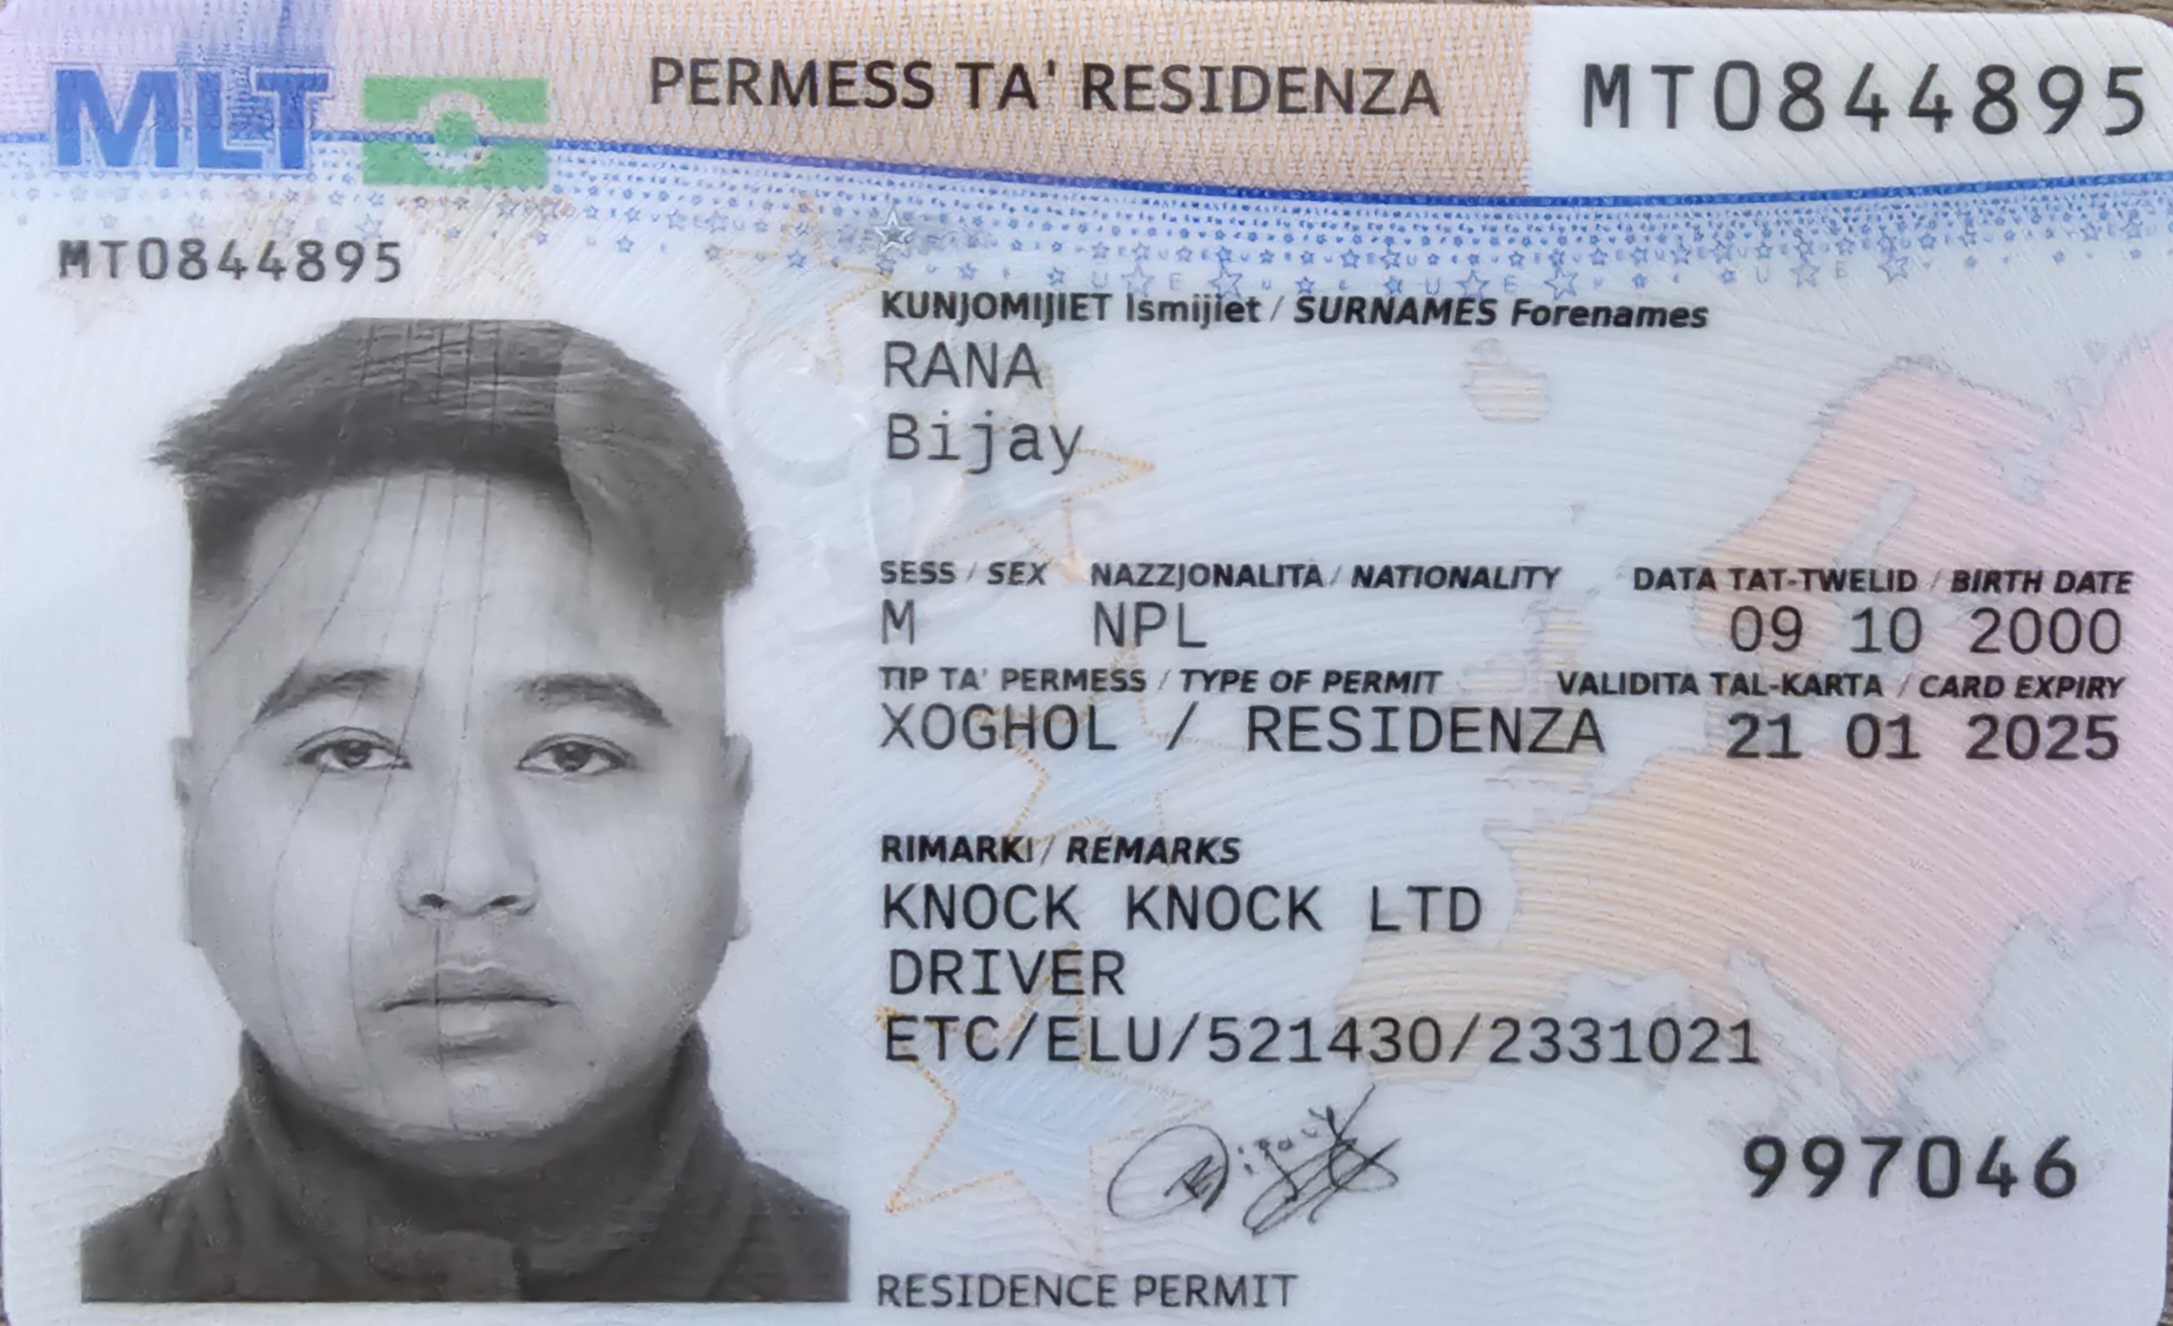 MLT
PERMESS TA' RESIDENZA
MT0844895
MT0844895
KUNJOMIJIET Ismijiet / SURNAMES Forenames
RANA
Bijay
SESS / SEX NAZZJONALITA / NATIONALITY DATA TAT-TWELID / BIRTH DATE
M NPL 09 10 2000
TIP TA' PERMESS / TYPE OF PERMIT VALIDITA TAL-KARTA / CARD EXPIRY
XOGHOL / RESIDENZA 21 01 2025
RIMARKI / REMARKS
KNOCK KNOCK LTD
DRIVER
ETC/ELU/521430/2331021
Bijay
997046
RESIDENCE PERMIT